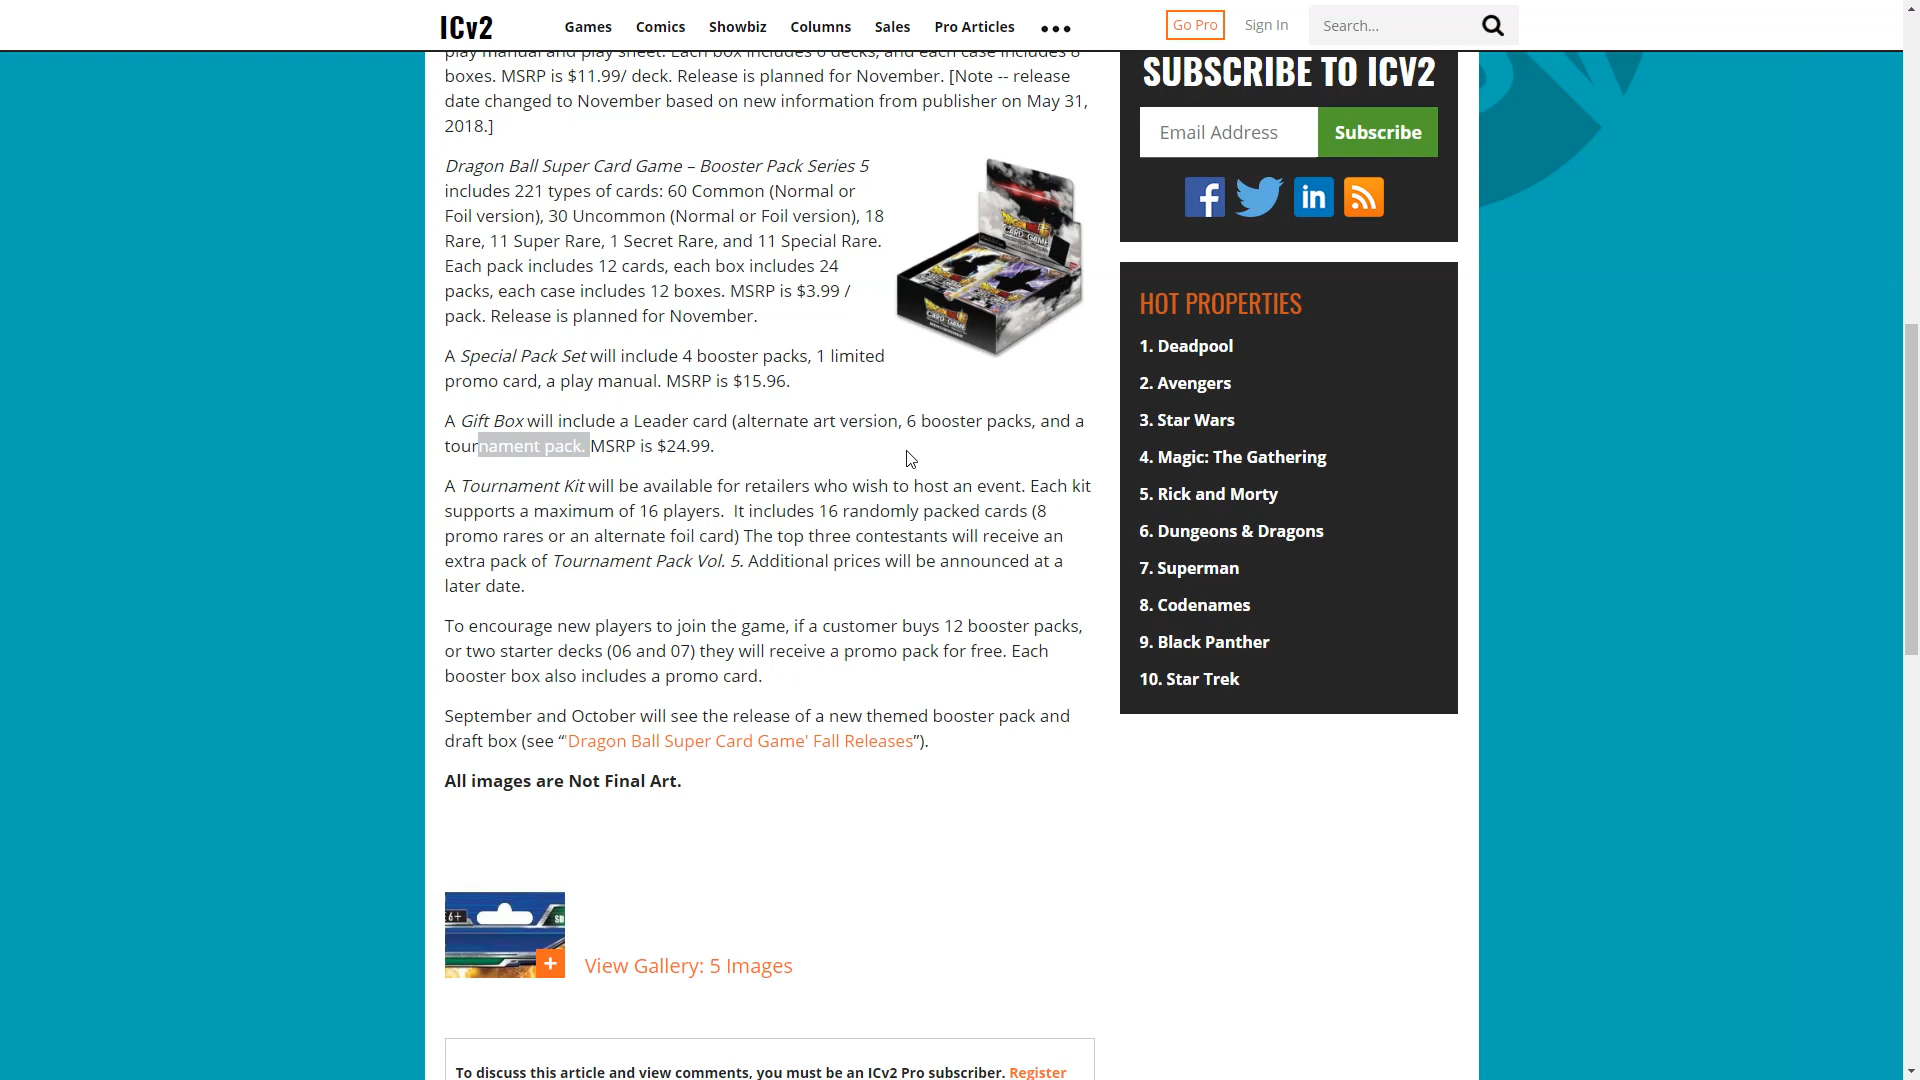 ICv2
Games Comics Showbiz Columns Sales Pro Articles
Go Pro Sign In Search...
play manual and play sheet. Each box includes 6 decks, and each case includes 8
boxes. MSRP is $11.99/ deck. Release is planned for November. [Note -- release
date changed to November based on new information from publisher on May 31,
2018.]
Dragon Ball Super Card Game – Booster Pack Series 5
includes 221 types of cards: 60 Common (Normal or
Foil version), 30 Uncommon (Normal or Foil version), 18
Rare, 11 Super Rare, 1 Secret Rare, and 11 Special Rare.
Each pack includes 12 cards, each box includes 24
packs, each case includes 12 boxes. MSRP is $3.99 /
pack. Release is planned for November.
A Special Pack Set will include 4 booster packs, 1 limited
promo card, a play manual. MSRP is $15.96.
A Gift Box will include a Leader card (alternate art version, 6 booster packs, and a
tournament pack. MSRP is $24.99.
A Tournament Kit will be available for retailers who wish to host an event. Each kit
supports a maximum of 16 players.  It includes 16 randomly packed cards (8
promo rares or an alternate foil card) The top three contestants will receive an
extra pack of Tournament Pack Vol. 5. Additional prices will be announced at a
later date.
To encourage new players to join the game, if a customer buys 12 booster packs,
or two starter decks (06 and 07) they will receive a promo pack for free. Each
booster box also includes a promo card.
September and October will see the release of a new themed booster pack and
draft box (see “'Dragon Ball Super Card Game' Fall Releases”).
All images are Not Final Art.
6+
+
View Gallery: 5 Images
To discuss this article and view comments, you must be an ICv2 Pro subscriber. Register
SUBSCRIBE TO ICV2
Email Address Subscribe
HOT PROPERTIES
1. Deadpool
2. Avengers
3. Star Wars
4. Magic: The Gathering
5. Rick and Morty
6. Dungeons & Dragons
7. Superman
8. Codenames
9. Black Panther
10. Star Trek
CARD GAME
CARD GAME